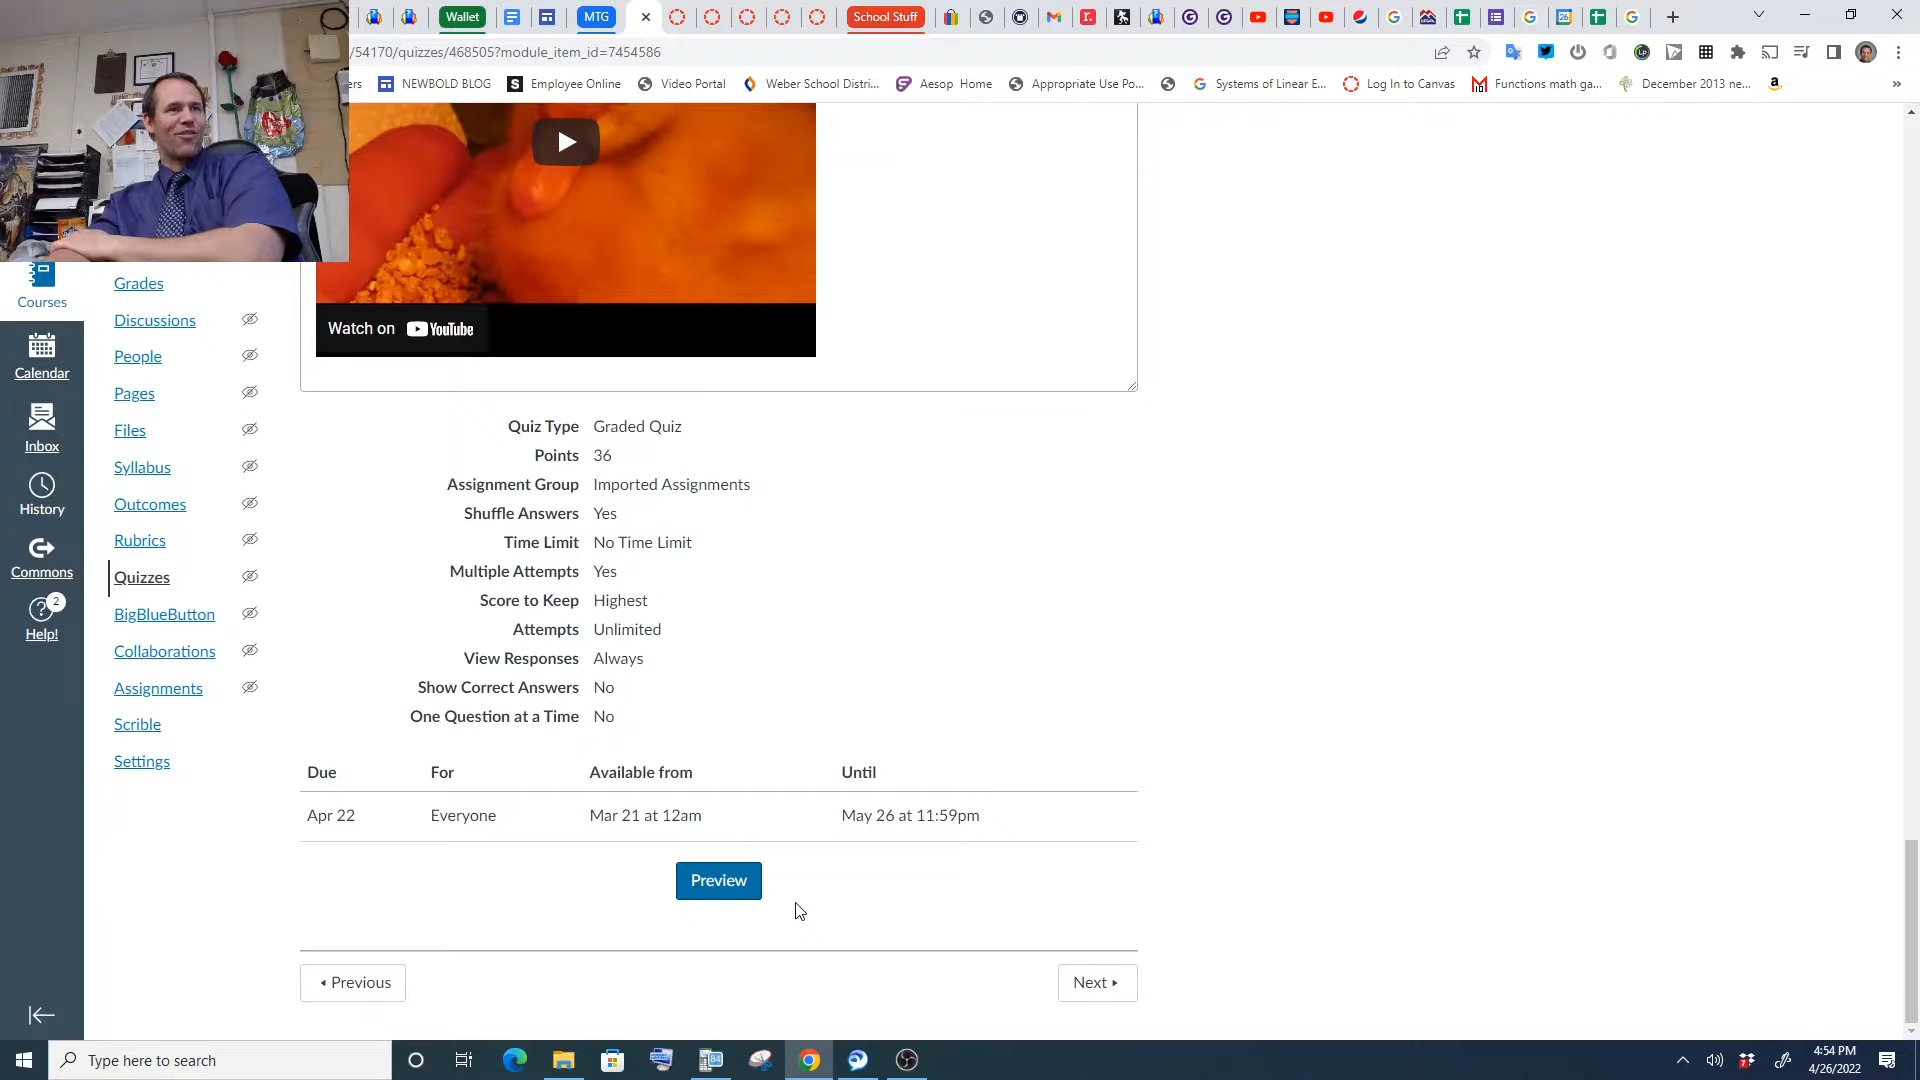 Wallet
MTG
School Stuff
/54170/quizzes/468505?module_item_id=7454586
ers
NEWBOLD BLOG
Employee Online
Video Portal
Weber School Distri...
Aesop Home
Appropriate Use Po...
Systems of Linear E...
Log In to Canvas
Functions math ga...
December 2013 ne...
»
Watch on YouTube
Courses
Calendar
Inbox
History
Commons
2
Help!
Grades
Discussions
People
Pages
Files
Syllabus
Outcomes
Rubrics
Quizzes
BigBlueButton
Collaborations
Assignments
Scrible
Settings
Quiz Type Graded Quiz
Points 36
Assignment Group Imported Assignments
Shuffle Answers Yes
Time Limit No Time Limit
Multiple Attempts Yes
Score to Keep Highest
Attempts Unlimited
View Responses Always
Show Correct Answers No
One Question at a Time No
Due For Available from Until
Apr 22 Everyone Mar 21 at 12am May 26 at 11:59pm
Preview
Previous
Next
Type here to search
4:54 PM
4/26/2022